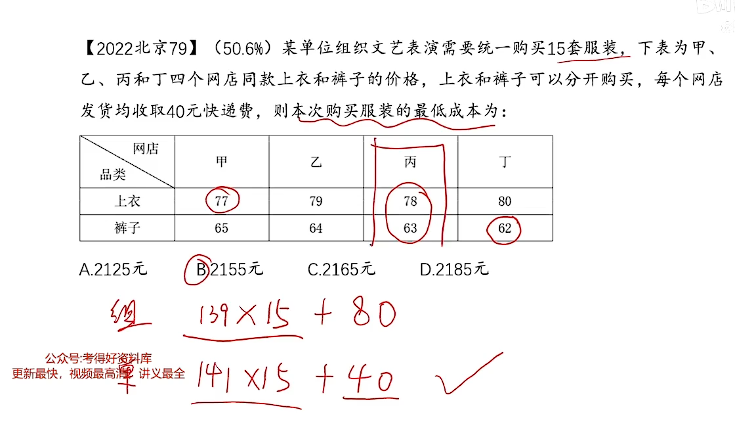 【2022北京79】（50.6%）某单位组织文艺表演需要统一购买15套服装，下表为甲、
乙、丙和丁四个网店同款上衣和裤子的价格，上衣和裤子可以分开购买，每个网店
发货均收取40元快递费，则本次购买服装的最低成本为：
网店
品类 甲 乙 丙 丁
上衣 77 79 78 80
裤子 65 64 63 62
A.2125元 B.2155元 C.2165元 D.2185元
组 139×15 + 80
公众号:考得好资料库
更新最快，视频最高清，讲义最全
单 141×15 + 40